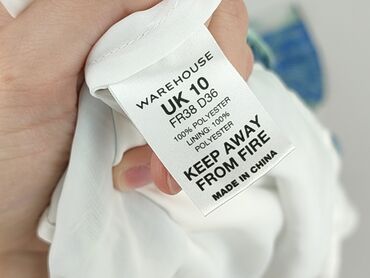 WAREHOUSE
UK 10
FR38 D36
100% POLYESTER
LINING: 100%
POLYESTER
KEEP AWAY
FROM FIRE
MADE IN CHINA